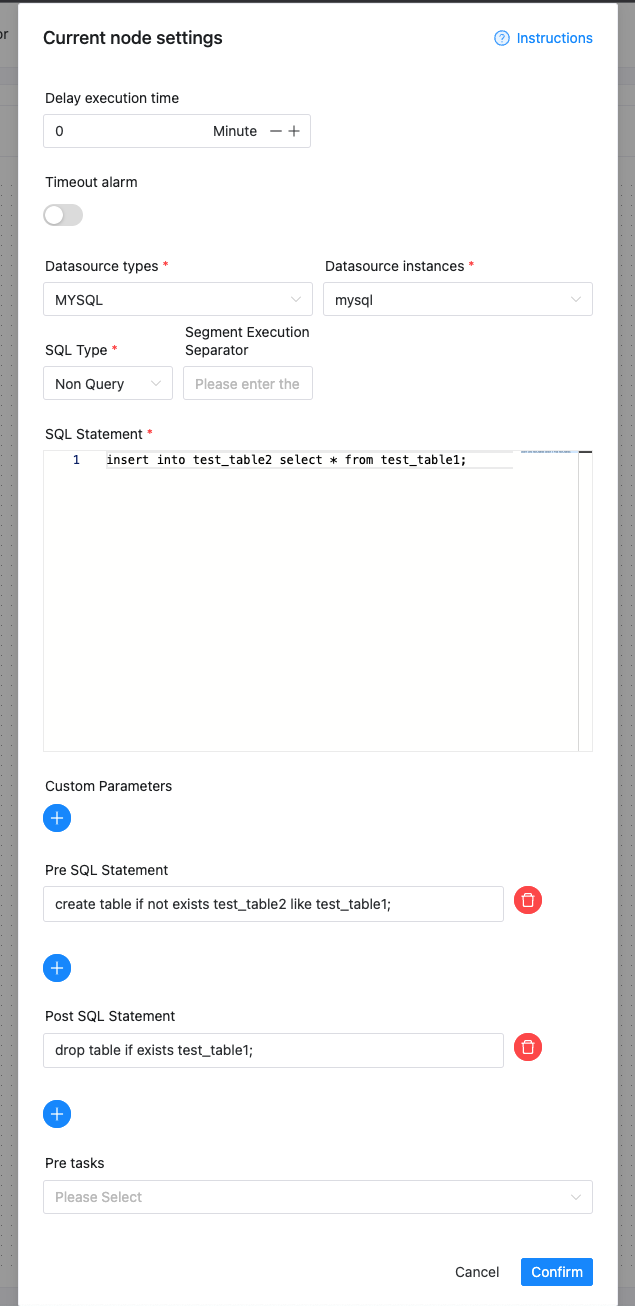 or
Current node settings
Instructions
Delay execution time
0 Minute
Timeout alarm
Datasource types * Datasource instances *
MYSQL mysql
Segment Execution
SQL Type * Separator
Non Query Please enter the
SQL Statement *
1 insert into test_table2 select * from test_table1;
Custom Parameters
Pre SQL Statement
create table if not exists test_table2 like test_table1;
Post SQL Statement
drop table if exists test_table1;
Pre tasks
Please Select
Cancel Confirm